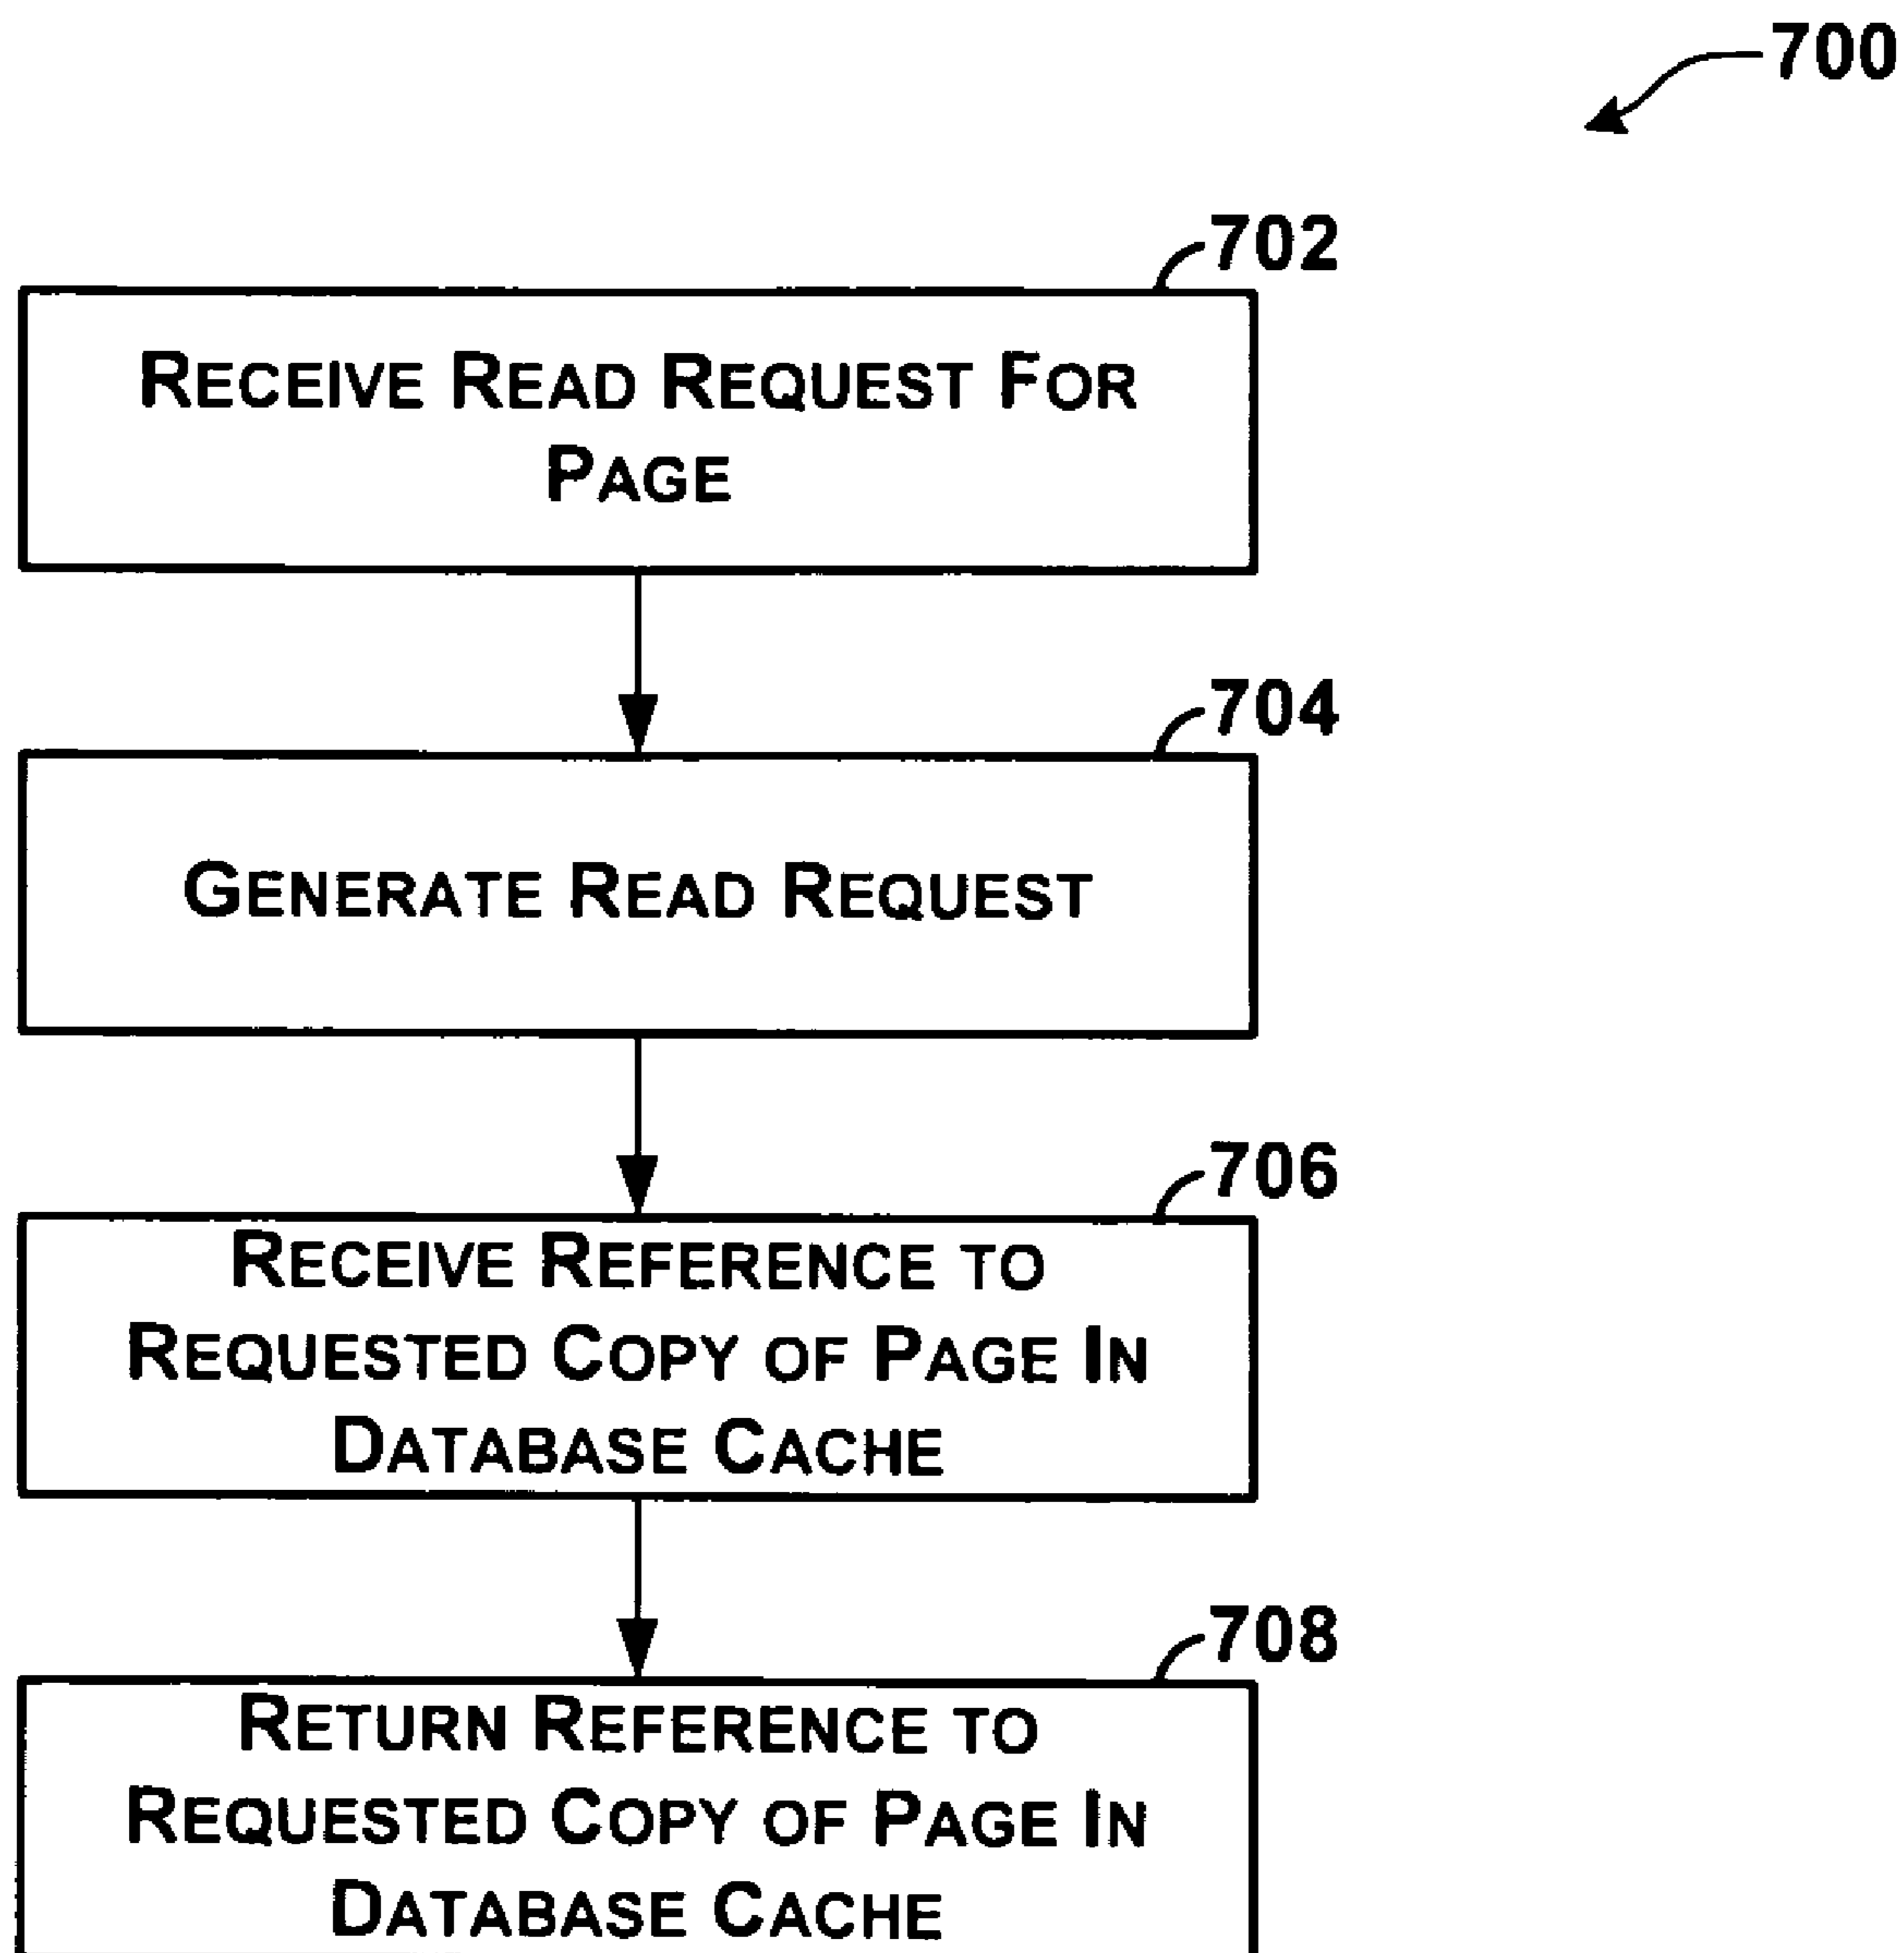 700
702
RECEIVE READ REQUEST FOR
PAGE
704
GENERATE READ REQUEST
706
RECEIVE REFERENCE TO
REQUESTED COPY OF PAGE IN
DATABASE CACHE
708
RETURN REFERENCE TO
REQUESTED COPY OF PAGE IN
DATABASE CACHE